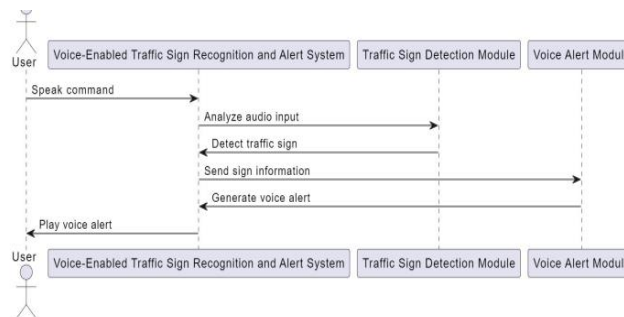 User
Voice-Enabled Traffic Sign Recognition and Alert System
Traffic Sign Detection Module
Voice Alert Modul
Speak command
Analyze audio input
Detect traffic sign
Send sign information
Generate voice alert
Play voice alert
User
Voice-Enabled Traffic Sign Recognition and Alert System
Traffic Sign Detection Module
Voice Alert Modul